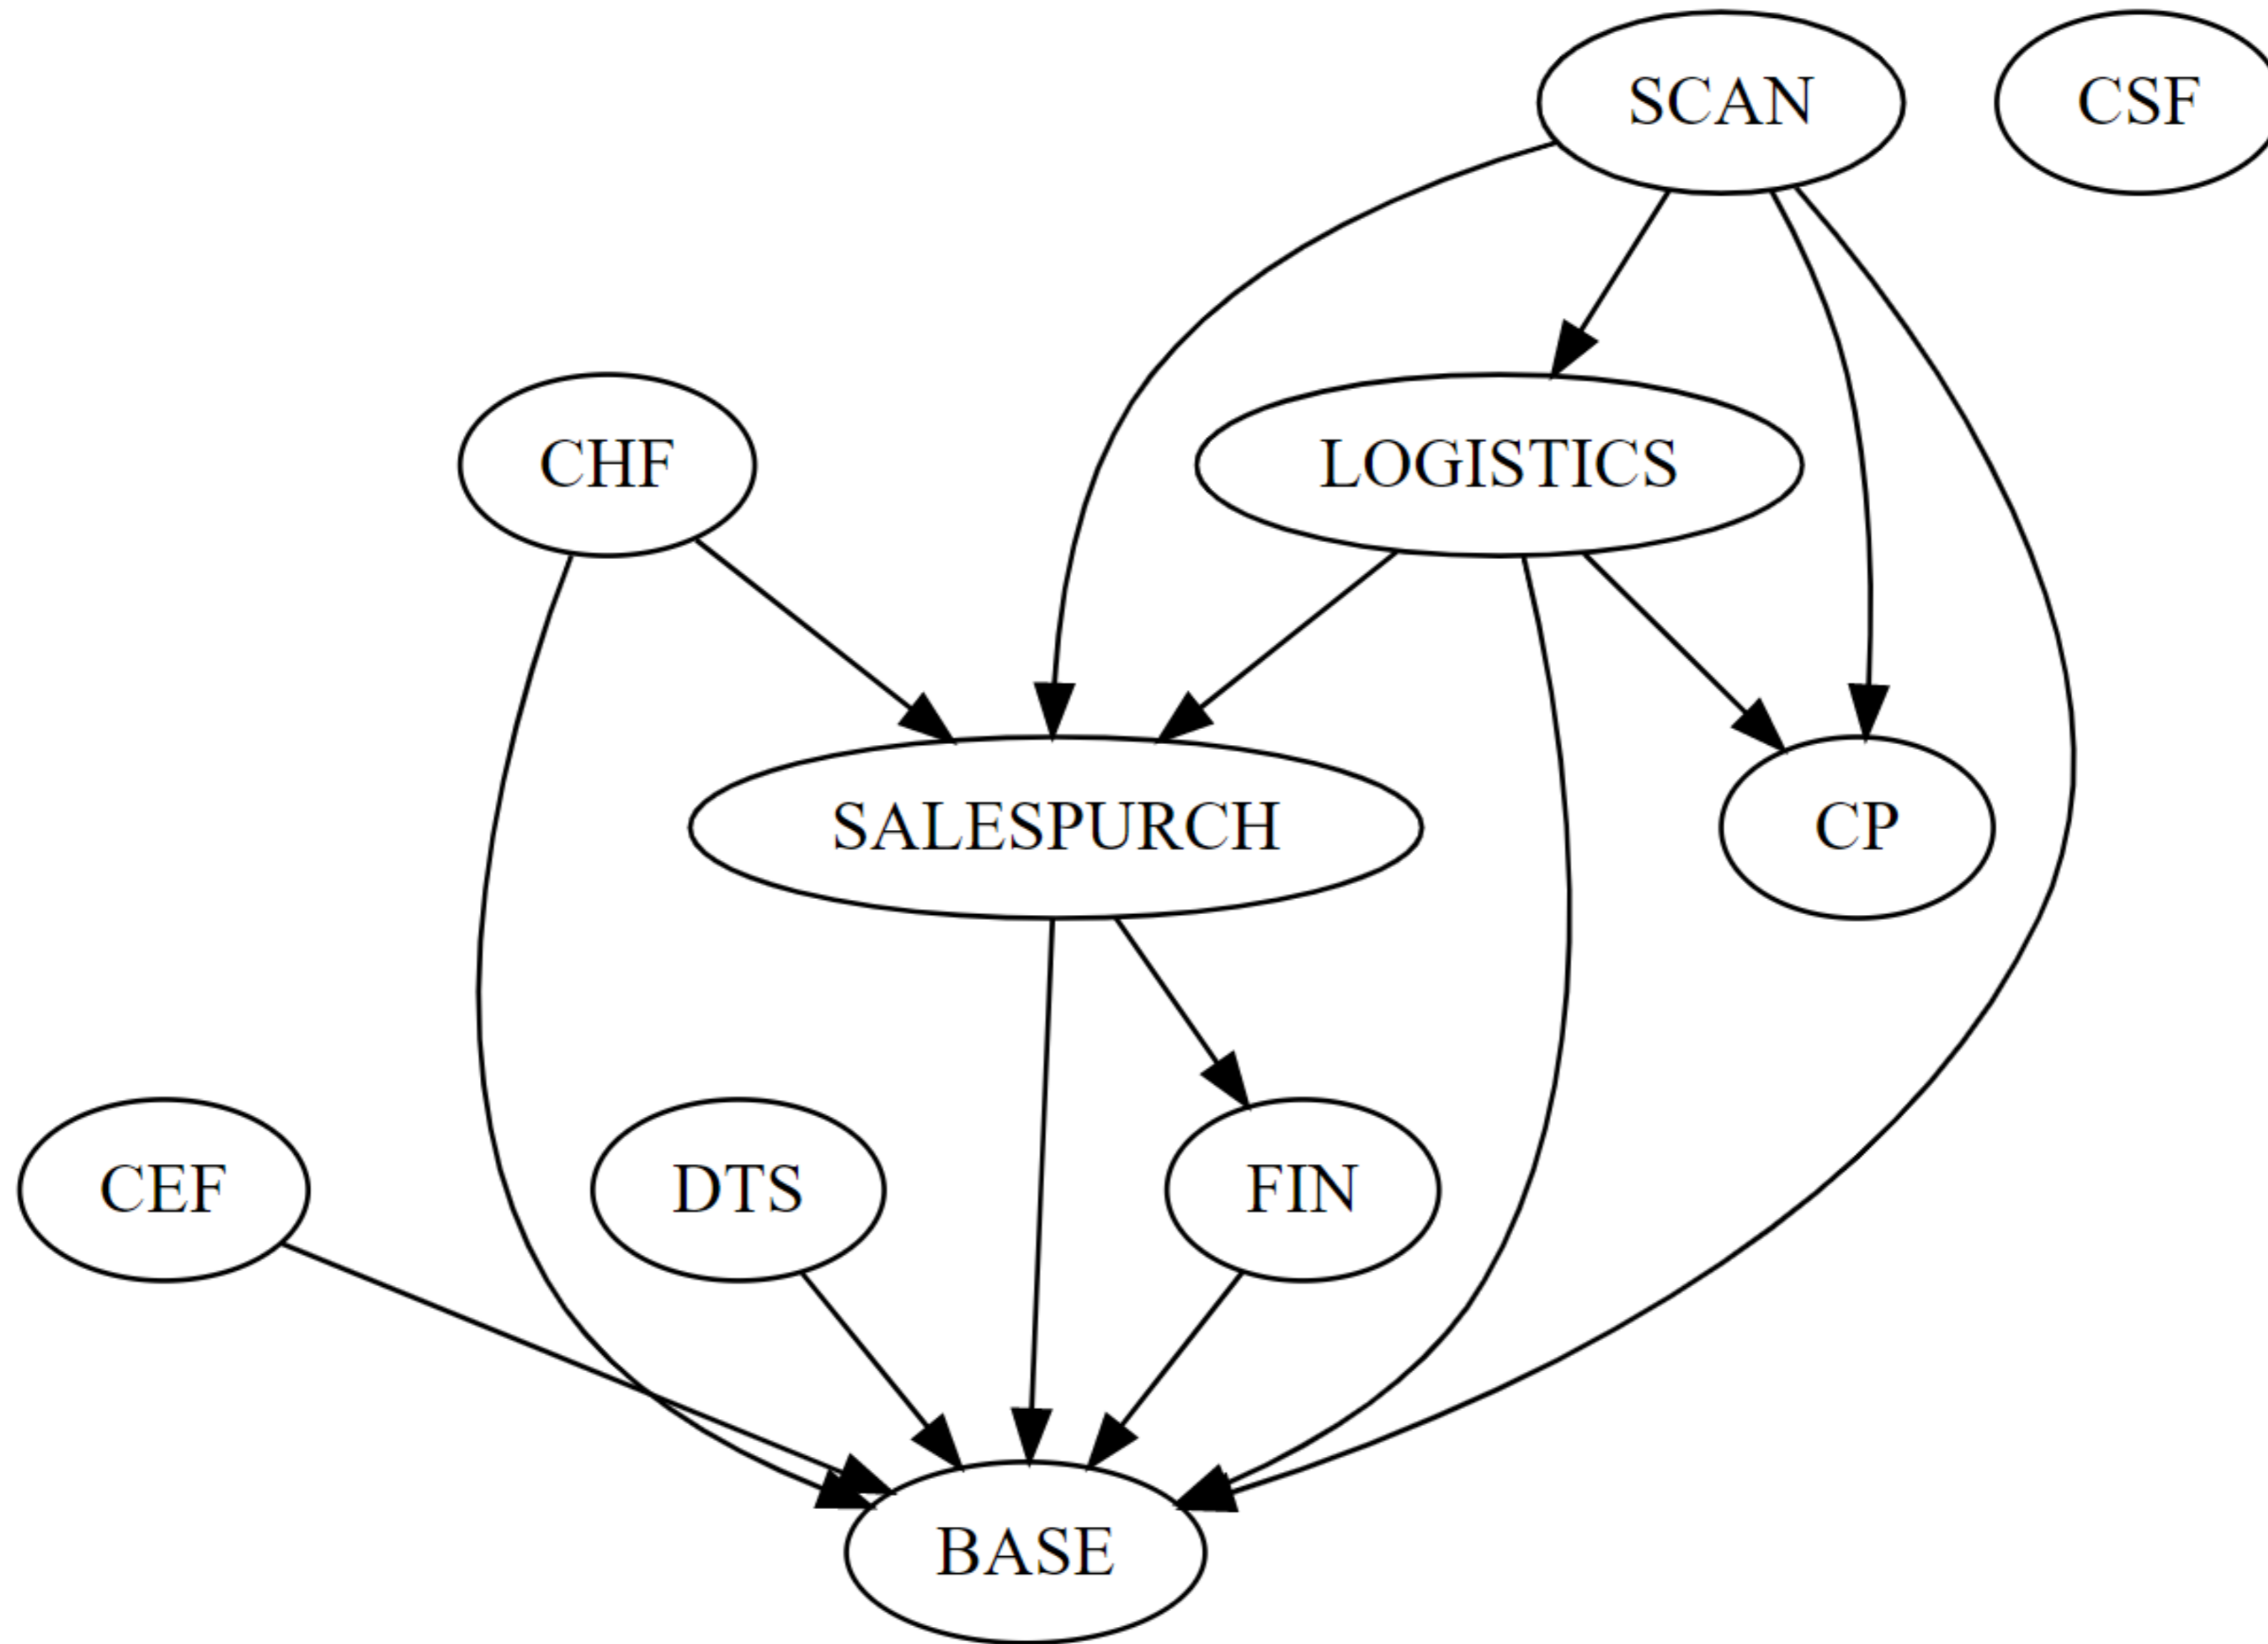 SCAN
CSF
CHF
LOGISTICS
SALESPURCH
CP
CEF
DTS
FIN
BASE